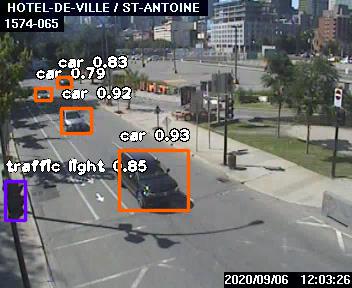 HOTEL-DE-VILLE / ST-ANTOINE
1574-065
car 0.83
car 0.79
car 0.92
car 0.93
traffic light 0.85
2020/09/06 12:03:26